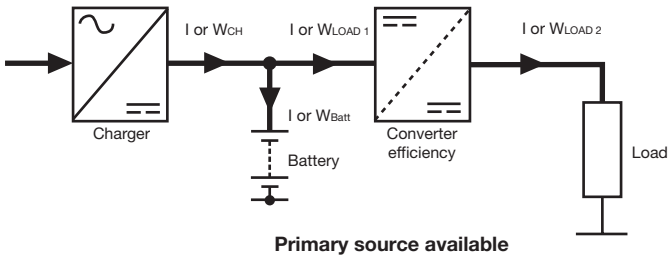 I or WCH
I or WLOAD 1
I or WLOAD 2
Charger
I or WBatt
Converter
efficiency
Battery
Load
Primary source available